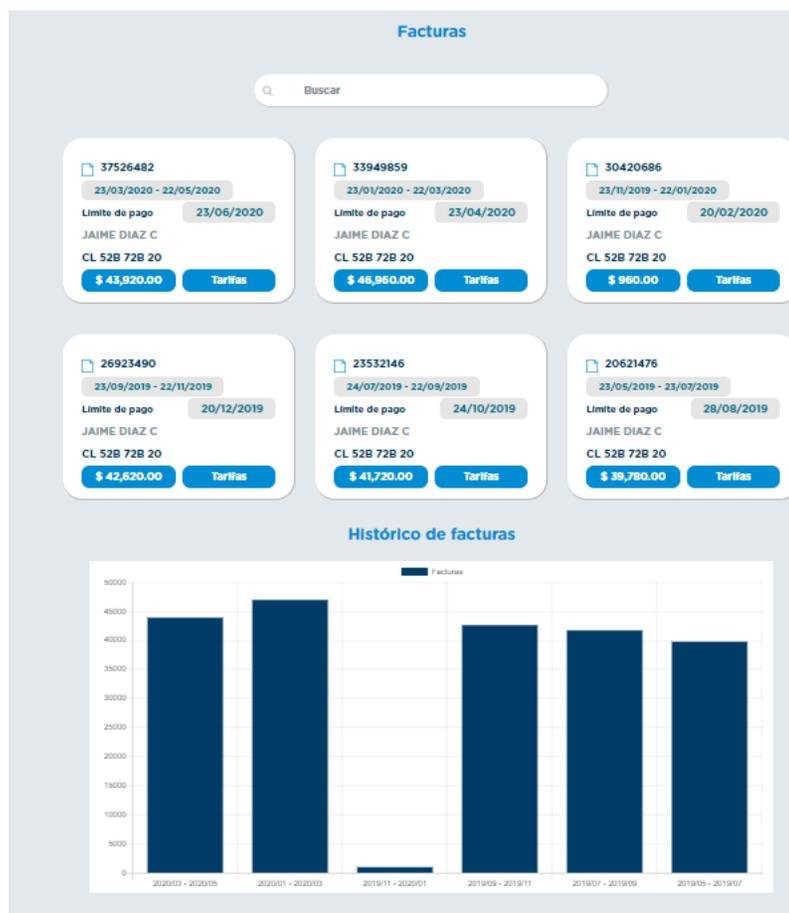 Facturas
Buscar
37526482
23/03/2020 - 22/05/2020
Límite de pago 23/06/2020
JAIME DIAZ C
CL 52B 72B 20
$ 43,920.00 Tarifas
33949859
23/01/2020 - 22/03/2020
Límite de pago 23/04/2020
JAIME DIAZ C
CL 52B 72B 20
$ 46,960.00 Tarifas
30420686
23/11/2019 - 22/01/2020
Límite de pago 20/02/2020
JAIME DIAZ C
CL 52B 72B 20
$ 960.00 Tarifas
26923490
23/09/2019 - 22/11/2019
Límite de pago 20/12/2019
JAIME DIAZ C
CL 52B 72B 20
$ 42,620.00 Tarifas
23532146
24/07/2019 - 22/09/2019
Límite de pago 24/10/2019
JAIME DIAZ C
CL 52B 72B 20
$ 41,720.00 Tarifas
20621476
23/05/2019 - 23/07/2019
Límite de pago 28/08/2019
JAIME DIAZ C
CL 52B 72B 20
$ 39,780.00 Tarifas
Histórico de facturas
Facturas
50000
45000
40000
35000
30000
25000
20000
15000
10000
5000
0
2020/03 - 2020/05 2020/01 - 2020/03 2019/11 - 2020/01 2019/09 - 2019/11 2019/07 - 2019/09 2019/05 - 2019/07